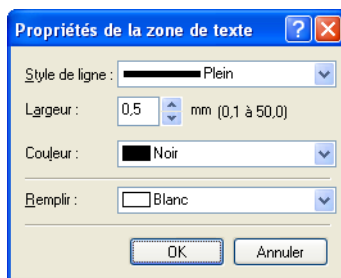 Propriétés de la zone de texte
Style de ligne : Plein
Largeur : 0,5 mm (0,1 à 50,0)
Couleur : Noir
Remplir : Blanc
OK Annuler